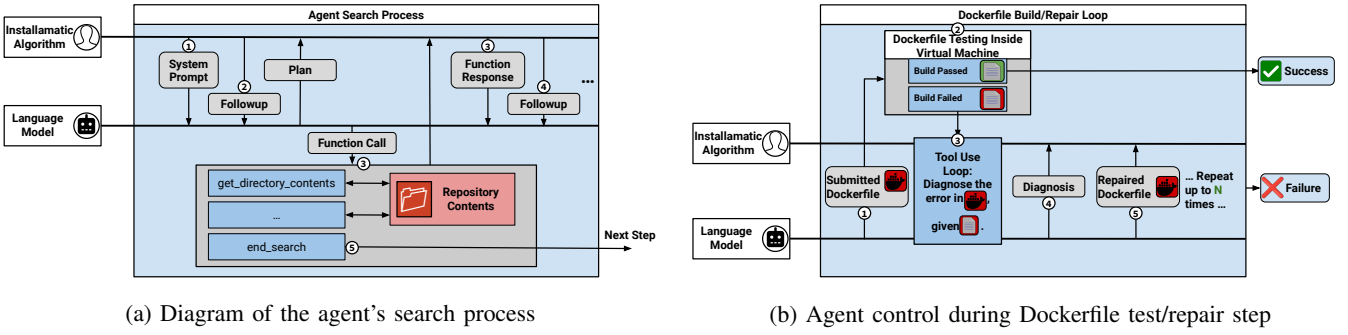 Agent Search Process
Installamatic
Algorithm
1
System
Prompt
2
Followup
Plan
3
Function
Response
4
Followup
...
Language
Model
Function Call
3
get_directory_contents
...
end_search
5
Repository
Contents
Next Step
(a) Diagram of the agent's search process
Dockerfile Build/Repair Loop
2
Dockerfile Testing Inside
Virtual Machine
Build Passed
Build Failed
Success
Installamatic
Algorithm
3
Tool Use
Loop:
Diagnose the
error in ,
given .
Submitted
Dockerfile
1
Diagnosis
4
Repaired
Dockerfile
5
... Repeat
up to N
times ...
Failure
Language
Model
(b) Agent control during Dockerfile test/repair step